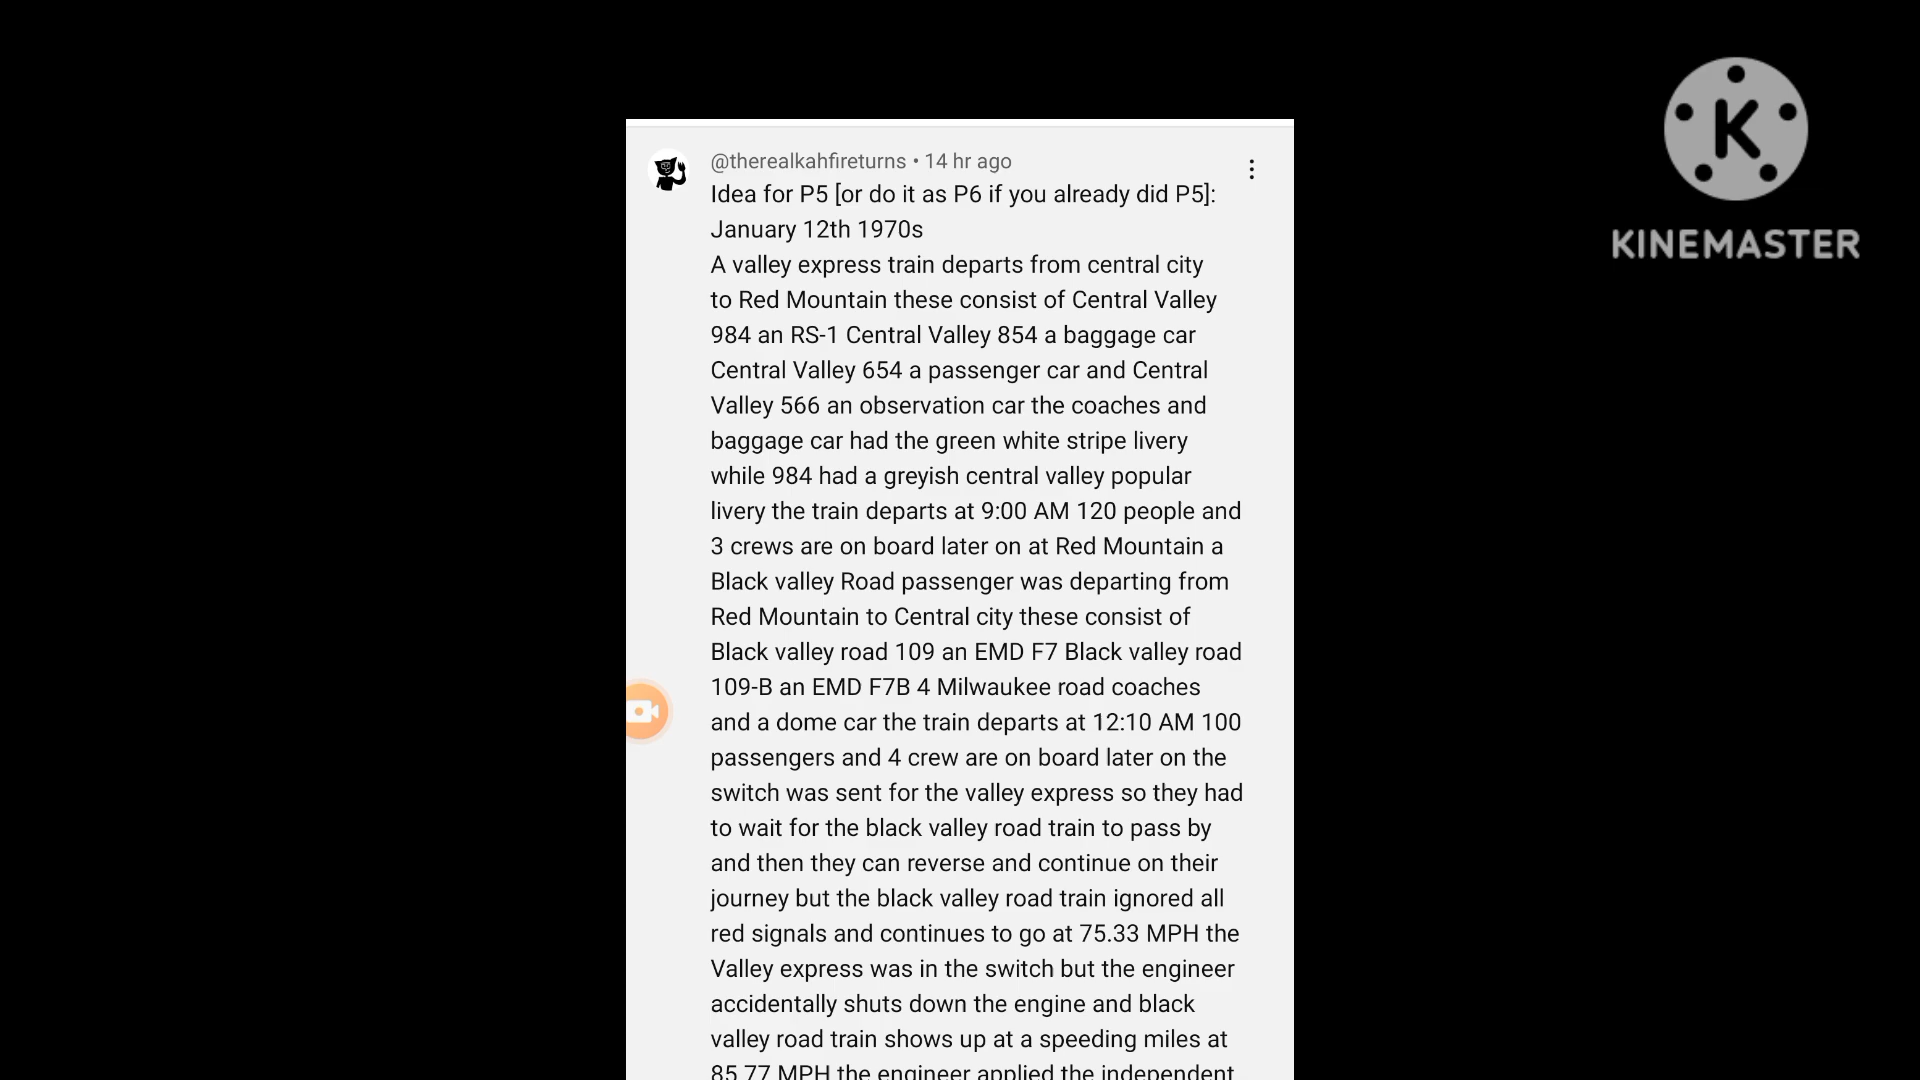 @therealkahfireturns • 14 hr ago
Idea for P5 [or do it as P6 if you already did P5]:
January 12th 1970s
A valley express train departs from central city
to Red Mountain these consist of Central Valley
984 an RS-1 Central Valley 854 a baggage car
Central Valley 654 a passenger car and Central
Valley 566 an observation car the coaches and
baggage car had the green white stripe livery
while 984 had a greyish central valley popular
livery the train departs at 9:00 AM 120 people and
3 crews are on board later on at Red Mountain a
Black valley Road passenger was departing from
Red Mountain to Central city these consist of
Black valley road 109 an EMD F7 Black valley road
109-B an EMD F7B 4 Milwaukee road coaches
and a dome car the train departs at 12:10 AM 100
passengers and 4 crew are on board later on the
switch was sent for the valley express so they had
to wait for the black valley road train to pass by
and then they can reverse and continue on their
journey but the black valley road train ignored all
red signals and continues to go at 75.33 MPH the
Valley express was in the switch but the engineer
accidentally shuts down the engine and black
valley road train shows up at a speeding miles at
85.77 MPH the engineer applied the independent
K
KINEMASTER